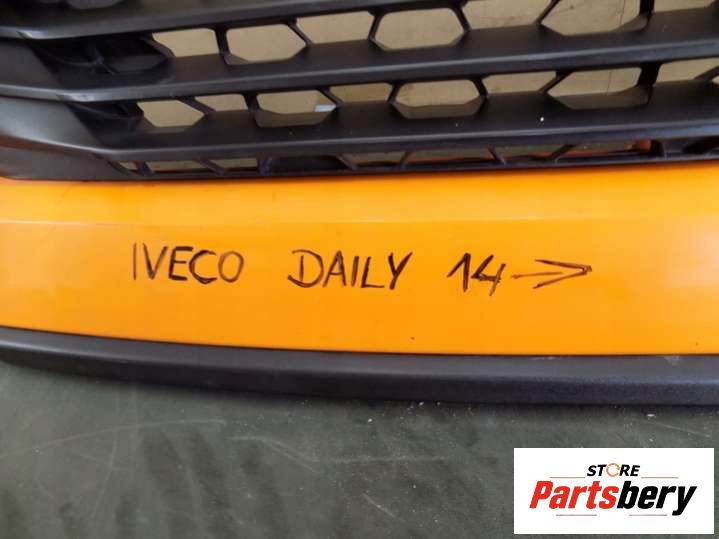 IVECO DAILY 14→
STORE
Partsbery